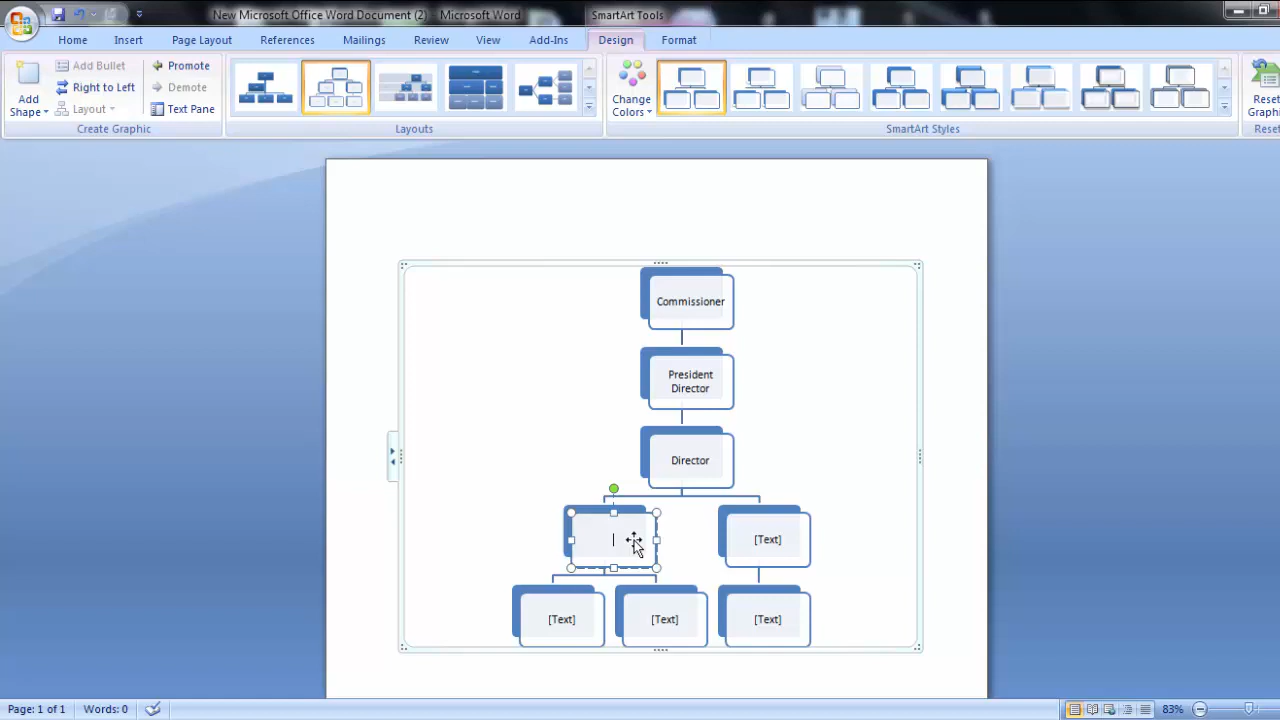 New Microsoft Office Word Document (2) - Microsoft Word
SmartArt Tools
Home
Insert
Page Layout
References
Mailings
Review
View
Add-Ins
Design
Format
Add
Shape
Add Bullet
Right to Left
Layout
Promote
Demote
Text Pane
Create Graphic
Layouts
Change
Colors
SmartArt Styles
Reset
Graphi
Reset
Commissioner
President
Director
Director
[Text]
[Text]
[Text]
[Text]
Page: 1 of 1
Words: 0
83%